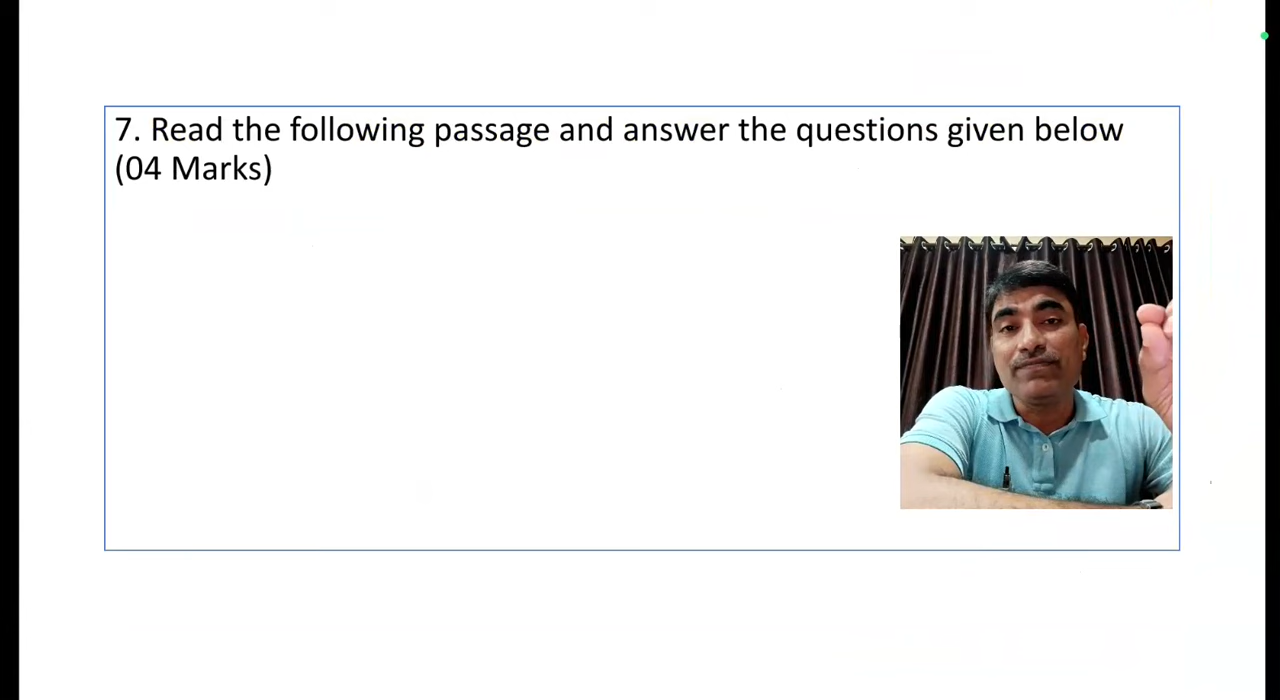 7. Read the following passage and answer the questions given below
(04 Marks)